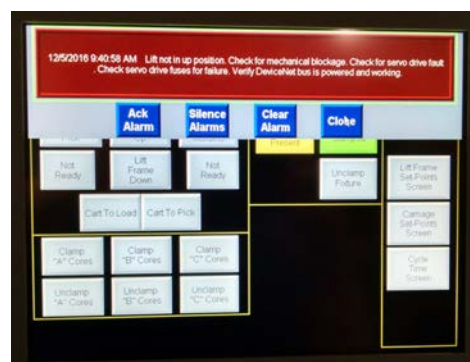 12/5/2016 9:40:58 AM Lift not in up position. Check for mechanical blockage. Check for servo drive fault
. Check servo drive fuses for failure. Verify DeviceNet bus is powered and working.
Ack Alarm
Silence Alarms
Clear Alarm
Close
Present
Not Ready
Lift Frame Down
Not Ready
Unclamp Fixture
Lift Frame Set-Points Screen
Cart To Load
Cart To Pick
Carriage Set-Points Screen
Clamp "A" Cores
Clamp "B" Cores
Clamp "C" Cores
Cycle Time Screen
Unclamp "A" Cores
Unclamp "B" Cores
Unclamp "C" Cores